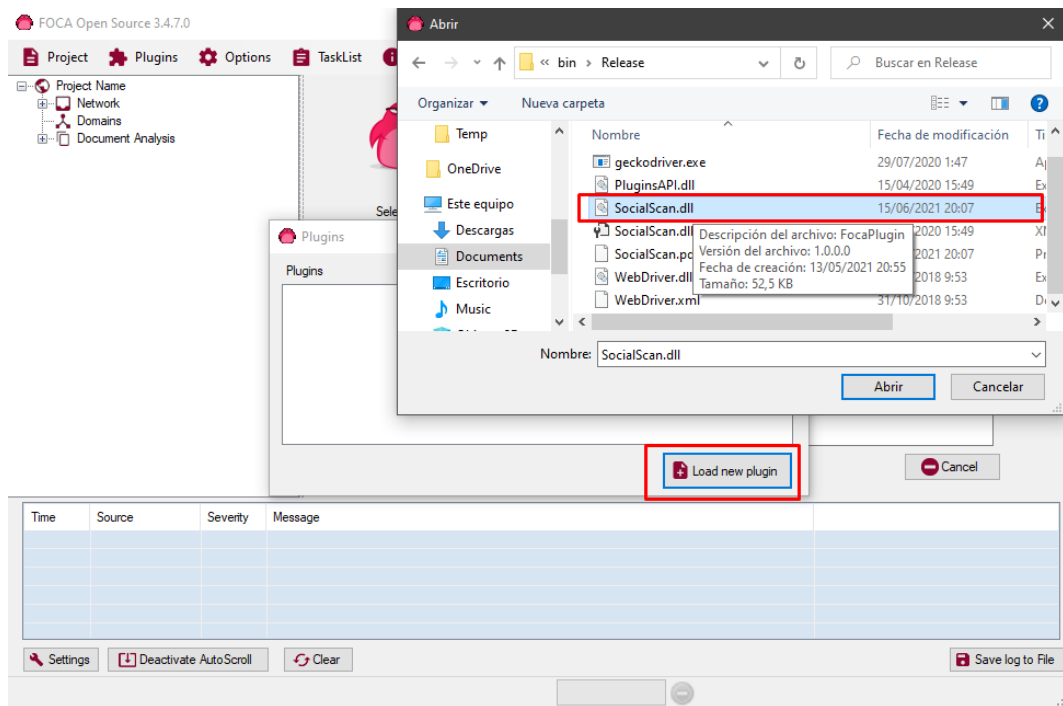 FOCA Open Source 3.4.7.0
Project Plugins Options TaskList
Project Name
Network
Domains
Document Analysis
Sele
Plugins
Plugins
Load new plugin
Cancel
Abrir
« bin > Release
Buscar en Release
Organizar Nueva carpeta
Temp
OneDrive
Este equipo
Descargas
Documents
Escritorio
Music
Nombre Fecha de modificación Ti
geckodriver.exe 29/07/2020 1:47 A
PluginsAPI.dll 15/04/2020 15:49 Ex
SocialScan.dll 15/06/2021 20:07
SocialScan.dll 2020 15:49
SocialScan.pd 2021 20:07 Pr
WebDriver.dll 2018 9:53 Ex
WebDriver.xml 31/10/2018 9:53
Descripción del archivo: FocaPlugin
Versión del archivo: 1.0.0.0
Fecha de creación: 13/05/2021 20:55
Tamaño: 52,5 KB
Nombre: SocialScan.dll
Abrir Cancelar
Time Source Severity Message
Settings Deactivate AutoScroll Clear Save log to File